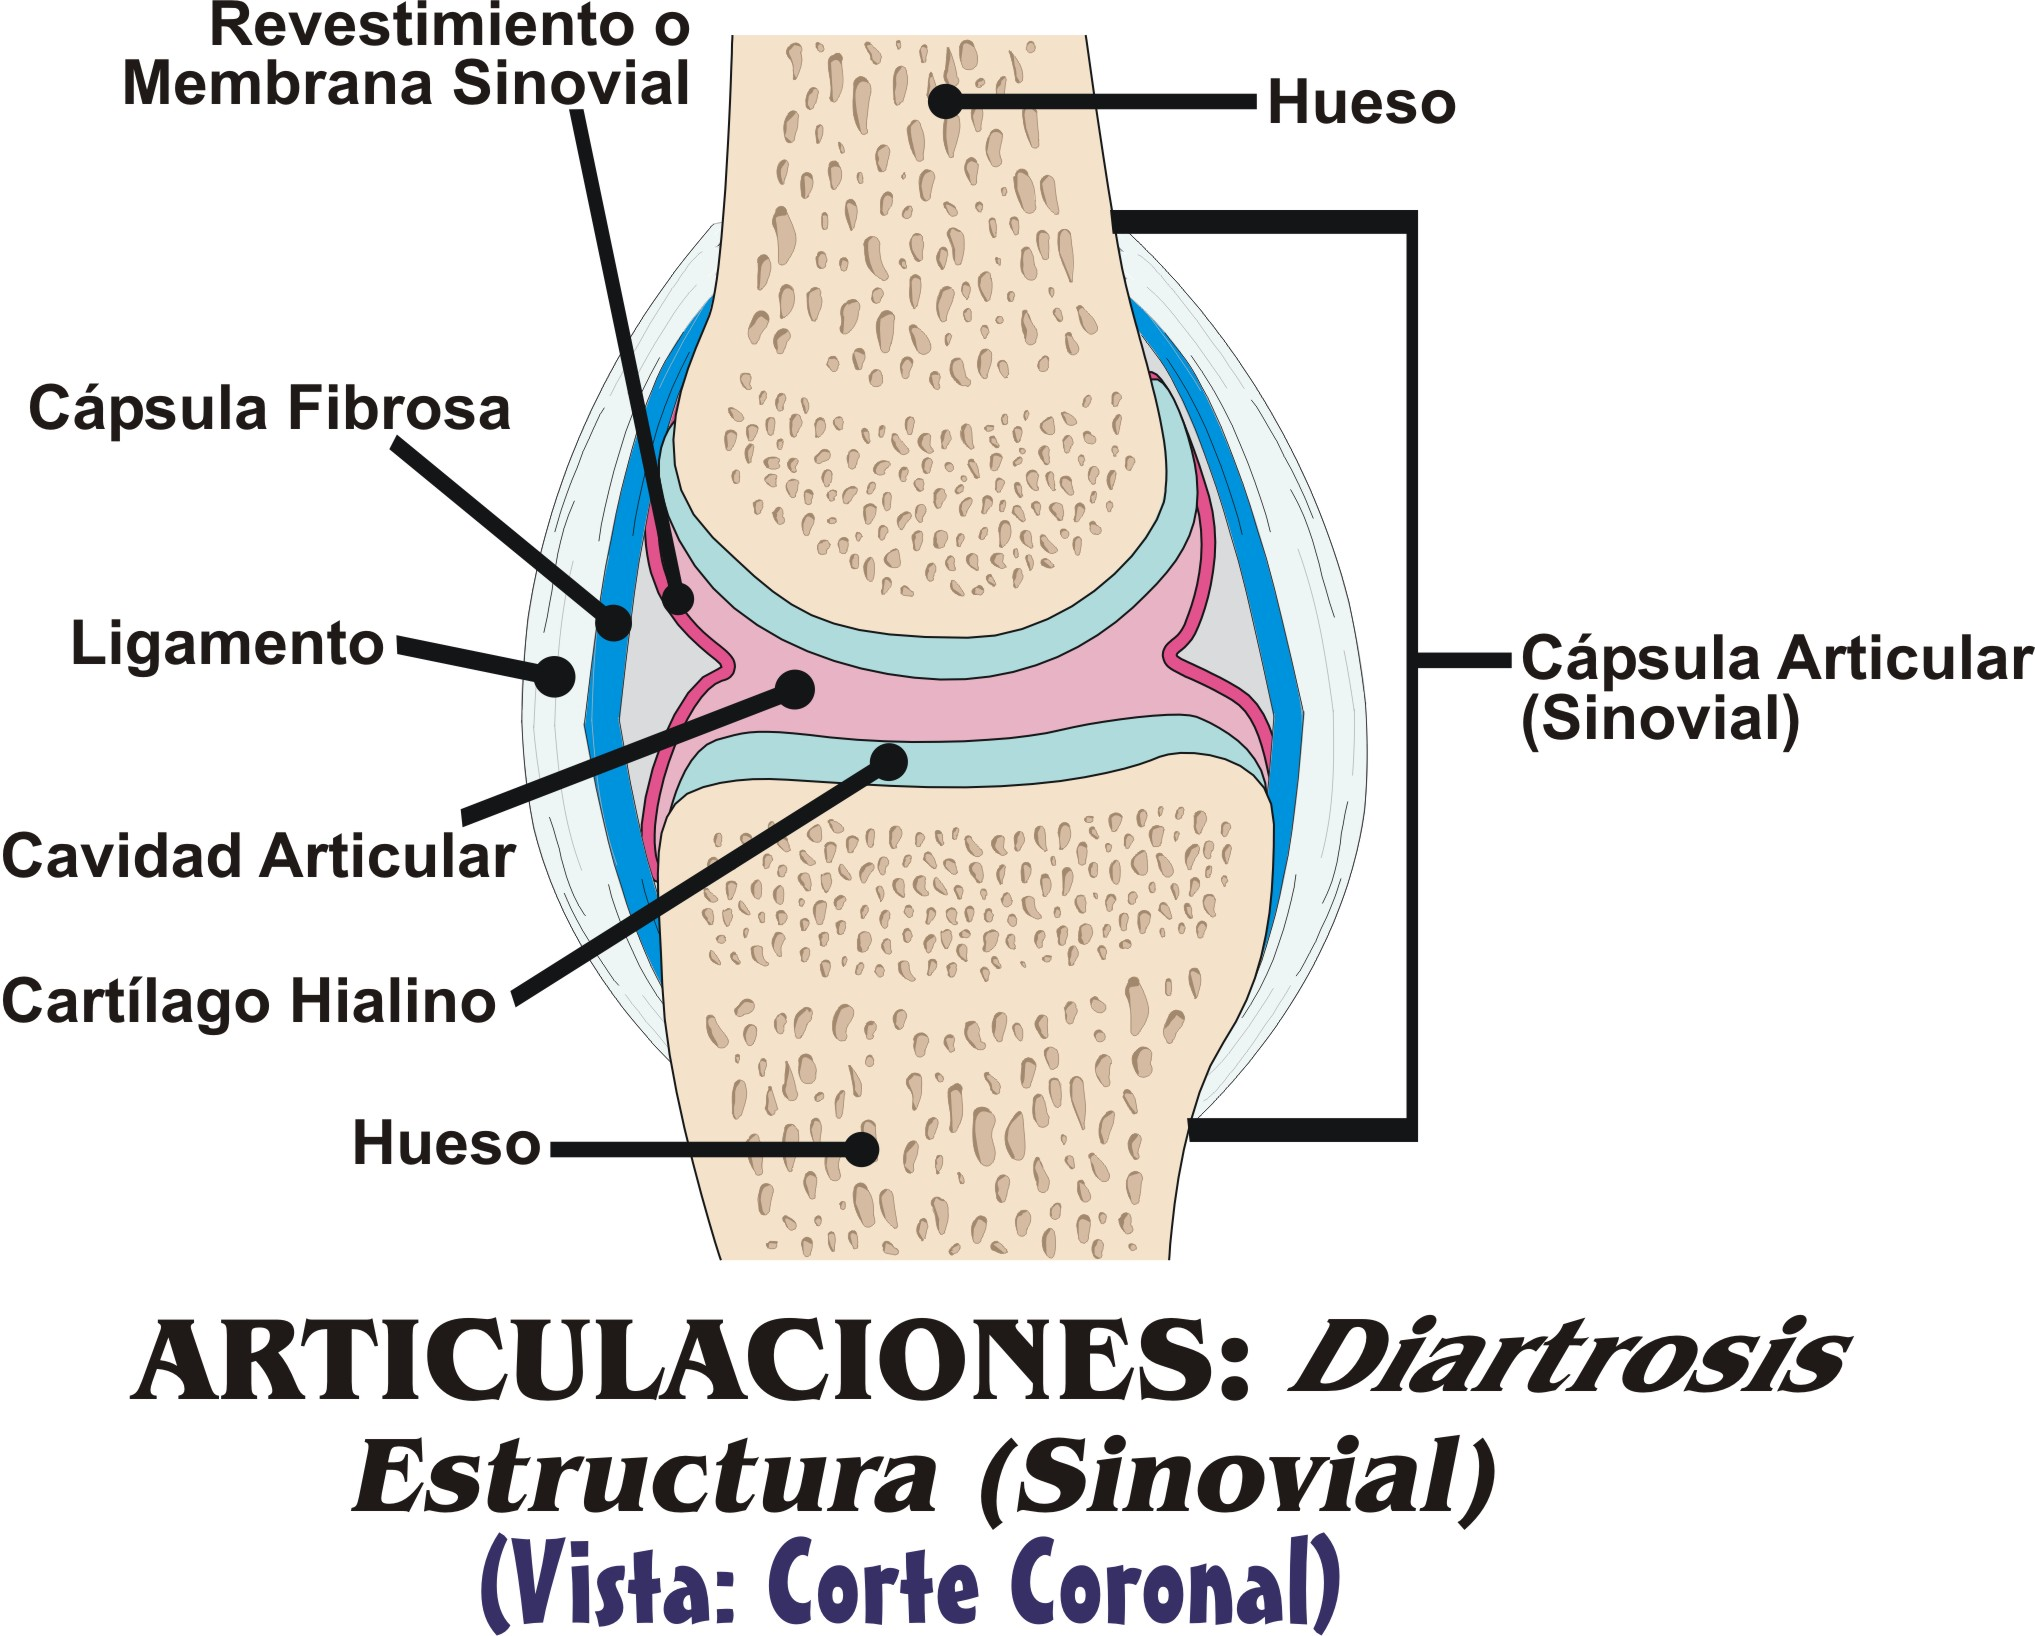 Revestimiento o
Membrana Sinovial
Hueso
Cápsula Fibrosa
Ligamento
Cápsula Articular
(Sinovial)
Cavidad Articular
Cartílago Hialino
Hueso
ARTICULACIONES: Diartrosis
Estructura (Sinovial)
(Vista: Corte Coronal)